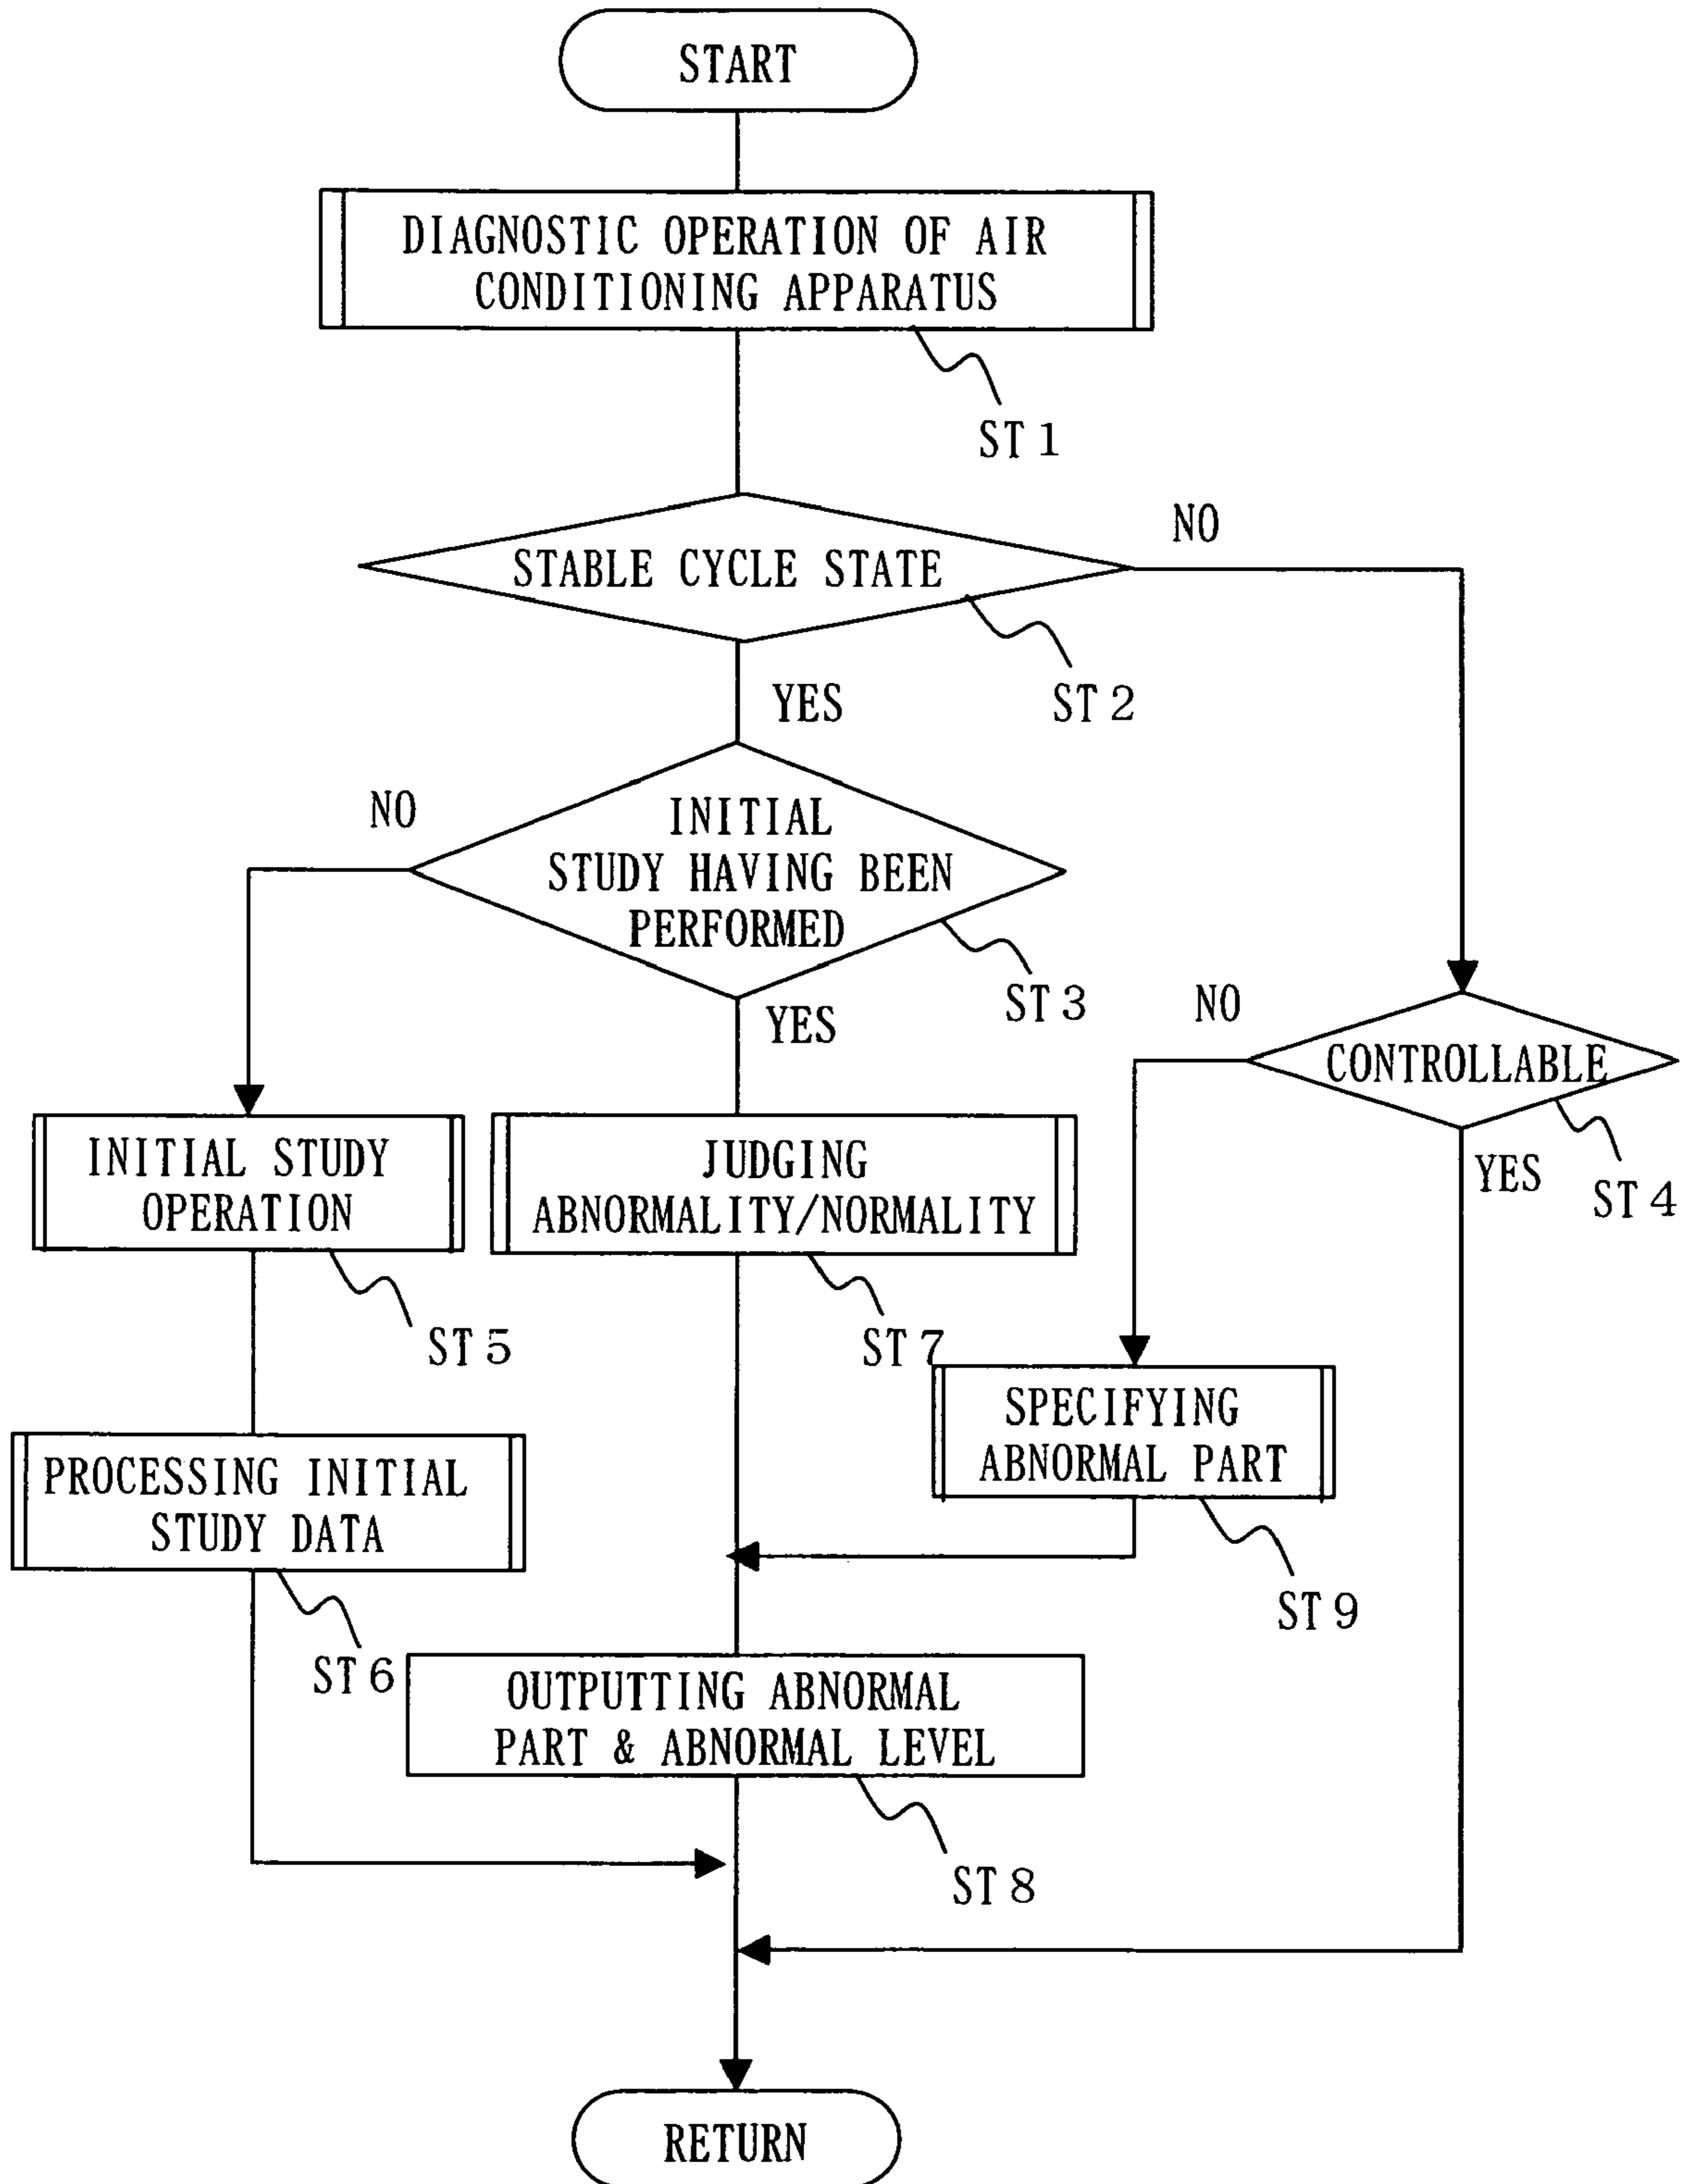 START
DIAGNOSTIC OPERATION OF AIR
CONDITIONING APPARATUS
ST 1
STABLE CYCLE STATE
NO
ST 2
YES
INITIAL
STUDY HAVING BEEN
PERFORMED
NO
ST 3
YES
CONTROLLABLE
NO
YES
ST 4
INITIAL STUDY
OPERATION
ST 5
JUDGING
ABNORMALITY/NORMALITY
ST 7
SPECIFYING
ABNORMAL PART
ST 9
PROCESSING INITIAL
STUDY DATA
ST 6
OUTPUTTING ABNORMAL
PART & ABNORMAL LEVEL
ST 8
RETURN